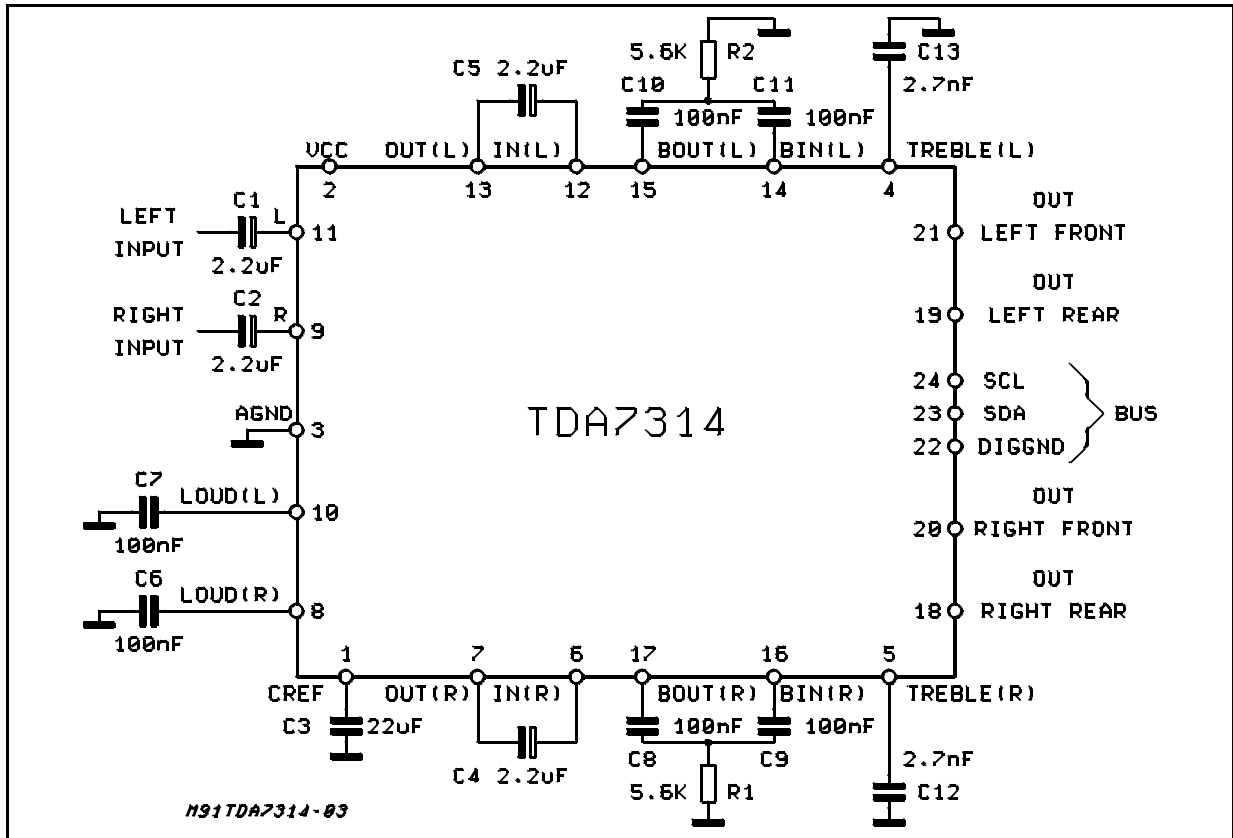 5.6K R2
C13
C5 2.2uF
C10 C11
2.7nF
100nF 100nF
VCC OUT(L) IN(L) BOUT(L) BIN(L) TREBLE(L)
2 13 12 15 14 4
LEFT INPUT C1 L 11
2.2uF
OUT
21 LEFT FRONT
RIGHT INPUT C2 R 9
2.2uF
OUT
19 LEFT REAR
24 SCL
23 SDA BUS
22 DIGGND
AGND 3
TDA7314
C7 LOUD(L) 10
100nF
OUT
20 RIGHT FRONT
C6 LOUD(R) 8
100nF
OUT
18 RIGHT REAR
1 7 6 17 16 5
CREF OUT(R) IN(R) BOUT(R) BIN(R) TREBLE(R)
C3 22uF
100nF 100nF
C8 C9
2.7nF
C4 2.2uF
5.6K R1
C12
M91TDA7314-03